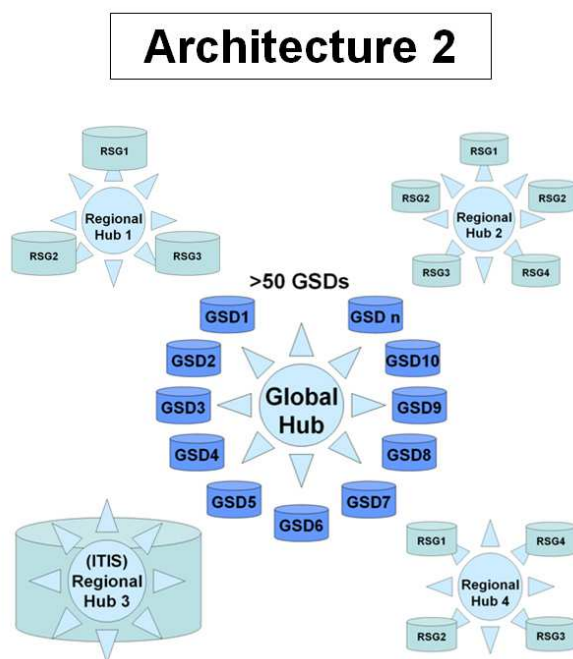 Architecture 2
RSG1
Regional
Hub 1
RSG2
RSG3
RSG1
RSG2
RSG2
Regional
Hub 2
RSG3
RSG4
>50 GSDs
GSD1
GSD n
GSD2
GSD10
GSD3
Global
Hub
GSD9
GSD4
GSD8
GSD5
GSD7
GSD6
(ITIS)
Regional
Hub 3
RSG1
RSG4
Regional
Hub 4
RSG2
RSG3